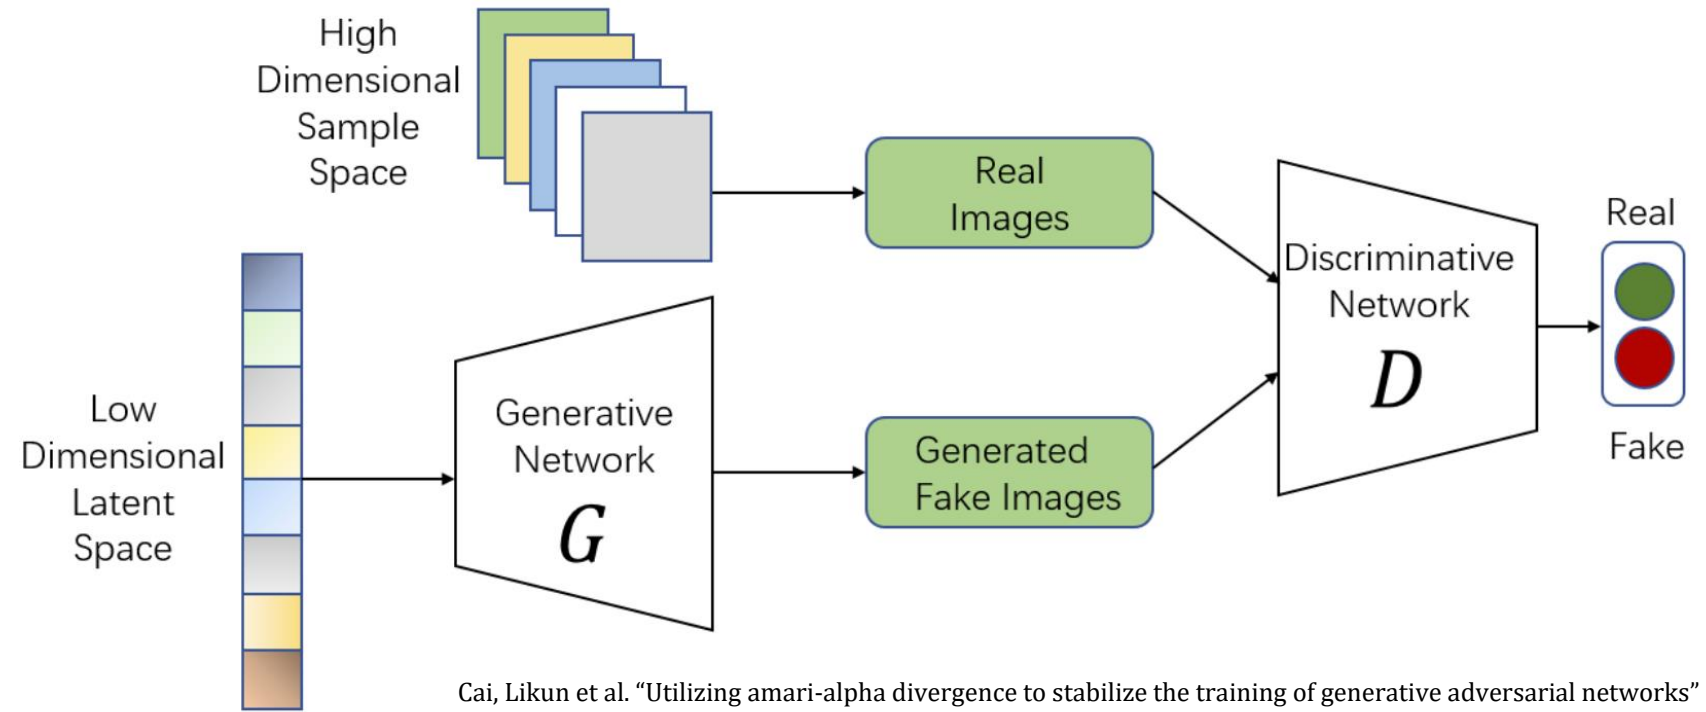 High
Dimensional
Sample
Space
Real
Images
Discriminative
Network
D
Real
Fake
Low
Dimensional
Latent
Space
Generative
Network
G
Generated
Fake Images
Cai, Likun et al. “Utilizing amari-alpha divergence to stabilize the training of generative adversarial networks”